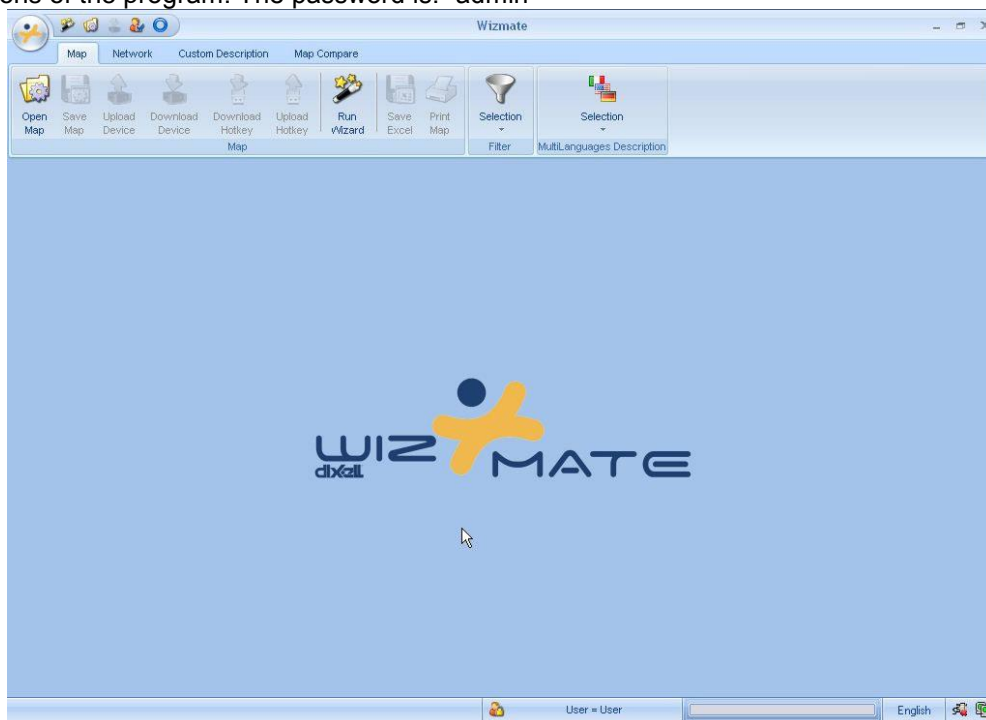 ons of the program. The password is: "admin"
Wizmate
Map Network Custom Description Map Compare
Open Map
Save Map
Upload Device
Download Device
Download Hotkey
Upload Hotkey
Run Wizard
Save Excel
Print Map
Selection
Selection
Map
Filter
MultiLanguages Description
WIZMATE
dixell
User = User
English